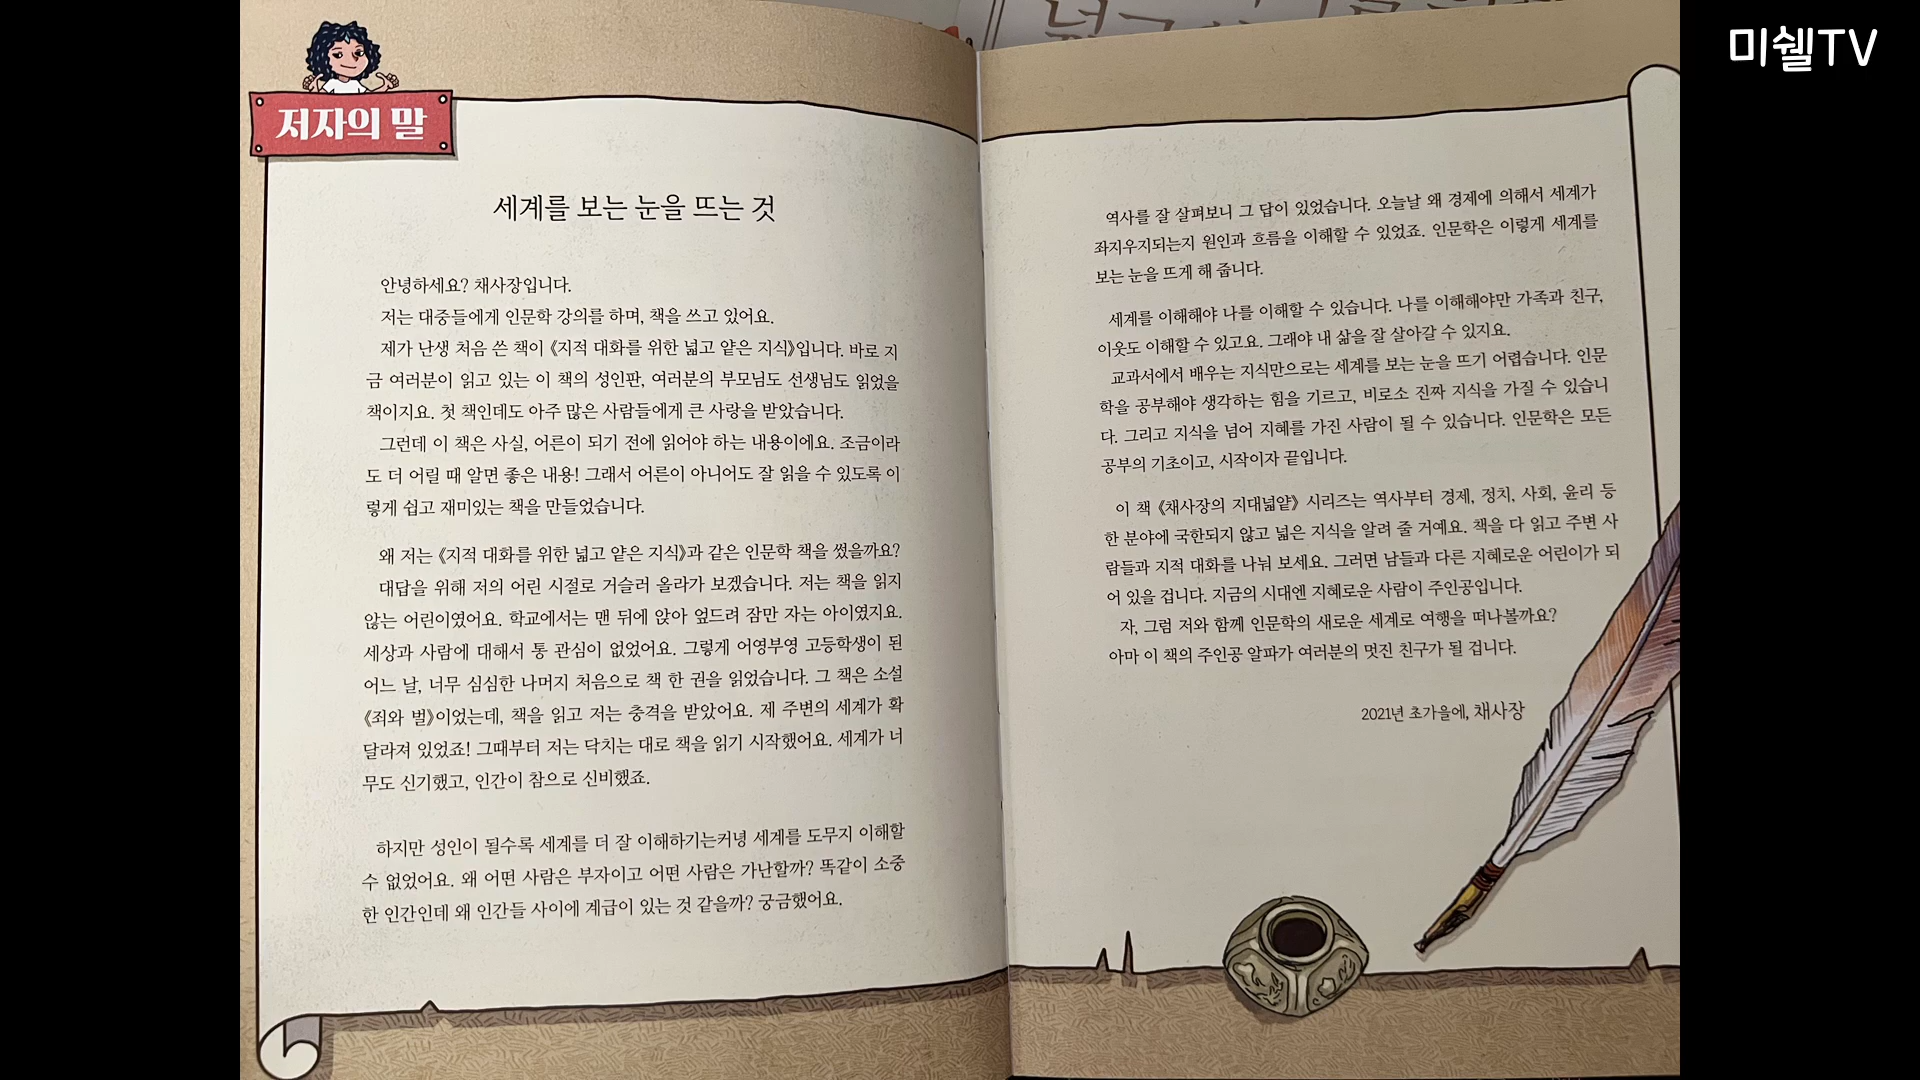 미쉘TV
저자의 말
세계를 보는 눈을 뜨는 것
안녕하세요? 채사장입니다.
저는 대중들에게 인문학 강의를 하며, 책을 쓰고 있어요.
제가 난생 처음 쓴 책이 《지적 대화를 위한 넓고 얕은 지식》입니다. 바로 지
금 여러분이 읽고 있는 이 책의 성인판, 여러분의 부모님도 선생님도 읽었을
책이지요. 첫 책인데도 아주 많은 사람들에게 큰 사랑을 받았습니다.
그런데 이 책은 사실, 어른이 되기 전에 읽어야 하는 내용이에요. 조금이라
도 더 어릴 때 알면 좋은 내용! 그래서 어른이 아니어도 잘 읽을 수 있도록 이
렇게 쉽고 재미있는 책을 만들었습니다.
왜 저는 《지적 대화를 위한 넓고 얕은 지식》과 같은 인문학 책을 썼을까요?
대답을 위해 저의 어린 시절로 거슬러 올라가 보겠습니다. 저는 책을 읽지
않는 어린이였어요. 학교에서는 맨 뒤에 앉아 엎드려 잠만 자는 아이였지요.
세상과 사람에 대해서 통 관심이 없었어요. 그렇게 어영부영 고등학생이 된
어느 날, 너무 심심한 나머지 처음으로 책 한 권을 읽었습니다. 그 책은 소설
《죄와 벌》이었는데, 책을 읽고 저는 충격을 받았어요. 제 주변의 세계가 확
달라져 있었죠! 그때부터 저는 닥치는 대로 책을 읽기 시작했어요. 세계가 너
무도 신기했고, 인간이 참으로 신비했죠.
하지만 성인이 될수록 세계를 더 잘 이해하기는커녕 세계를 도무지 이해할
수 없었어요. 왜 어떤 사람은 부자이고 어떤 사람은 가난할까? 똑같이 소중
한 인간인데 왜 인간들 사이에 계급이 있는 것 같을까? 궁금했어요.
역사를 잘 살펴보니 그 답이 있었습니다. 오늘날 왜 경제에 의해서 세계가
좌지우지되는지 원인과 흐름을 이해할 수 있었죠. 인문학은 이렇게 세계를
보는 눈을 뜨게 해 줍니다.
세계를 이해해야 나를 이해할 수 있습니다. 나를 이해해야만 가족과 친구,
이웃도 이해할 수 있고요. 그래야 내 삶을 잘 살아갈 수 있지요.
교과서에서 배우는 지식만으로는 세계를 보는 눈을 뜨기 어렵습니다. 인문
학을 공부해야 생각하는 힘을 기르고, 비로소 진짜 지식을 가질 수 있습니
다. 그리고 지식을 넘어 지혜를 가진 사람이 될 수 있습니다. 인문학은 모든
공부의 기초이고, 시작이자 끝입니다.
이 책 《채사장의 지대넓얕》 시리즈는 역사부터 경제, 정치, 사회, 윤리 등
한 분야에 국한되지 않고 넓은 지식을 알려 줄 거예요. 책을 다 읽고 주변 사
람들과 지적 대화를 나눠 보세요. 그러면 남들과 다른 지혜로운 어린이가 되
어 있을 겁니다. 지금의 시대엔 지혜로운 사람이 주인공입니다.
자, 그럼 저와 함께 인문학의 새로운 세계로 여행을 떠나볼까요?
아마 이 책의 주인공 알파가 여러분의 멋진 친구가 될 겁니다.
2021년 초가을에, 채사장